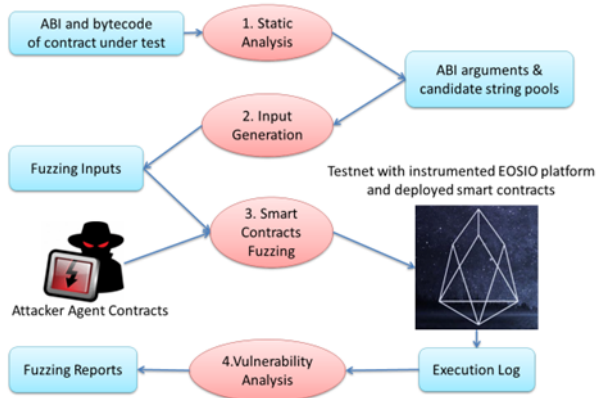 ABI and bytecode
of contract under test
1. Static
Analysis
ABI arguments &
candidate string pools
2. Input
Generation
Fuzzing Inputs
Testnet with instrumented EOSIO platform
and deployed smart contracts
3. Smart
Contracts
Fuzzing
Attacker Agent Contracts
Fuzzing Reports
4.Vulnerability
Analysis
Execution Log